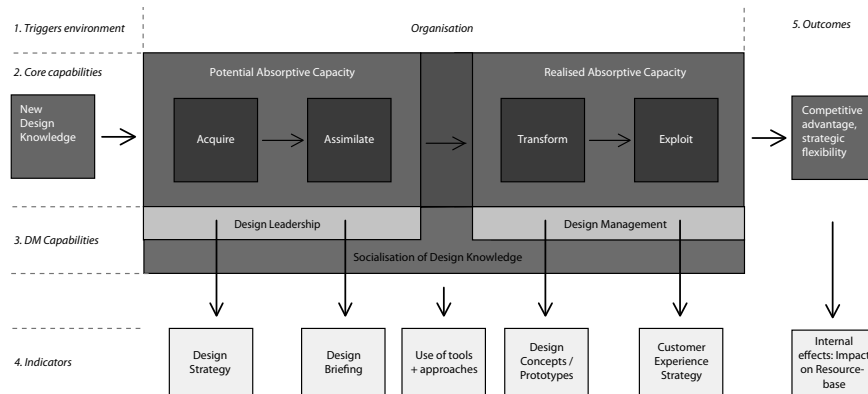 1. Triggers environment
Organisation
5. Outcomes
2. Core capabilities
Potential Absorptive Capacity
Realised Absorptive Capacity
New
Design
Knowledge
Acquire
Assimilate
Transform
Exploit
Competitive
advantage,
strategic
flexibility
Design Leadership
Design Management
3. DM Capabilities
Socialisation of Design Knowledge
4. Indicators
Design
Strategy
Design
Briefing
Use of tools
+ approaches
Design
Concepts /
Prototypes
Customer
Experience
Strategy
Internal
effects: Impact
on Resource-
base